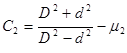 C₂ = (D² + d²) / (D² − d²) − μ₂